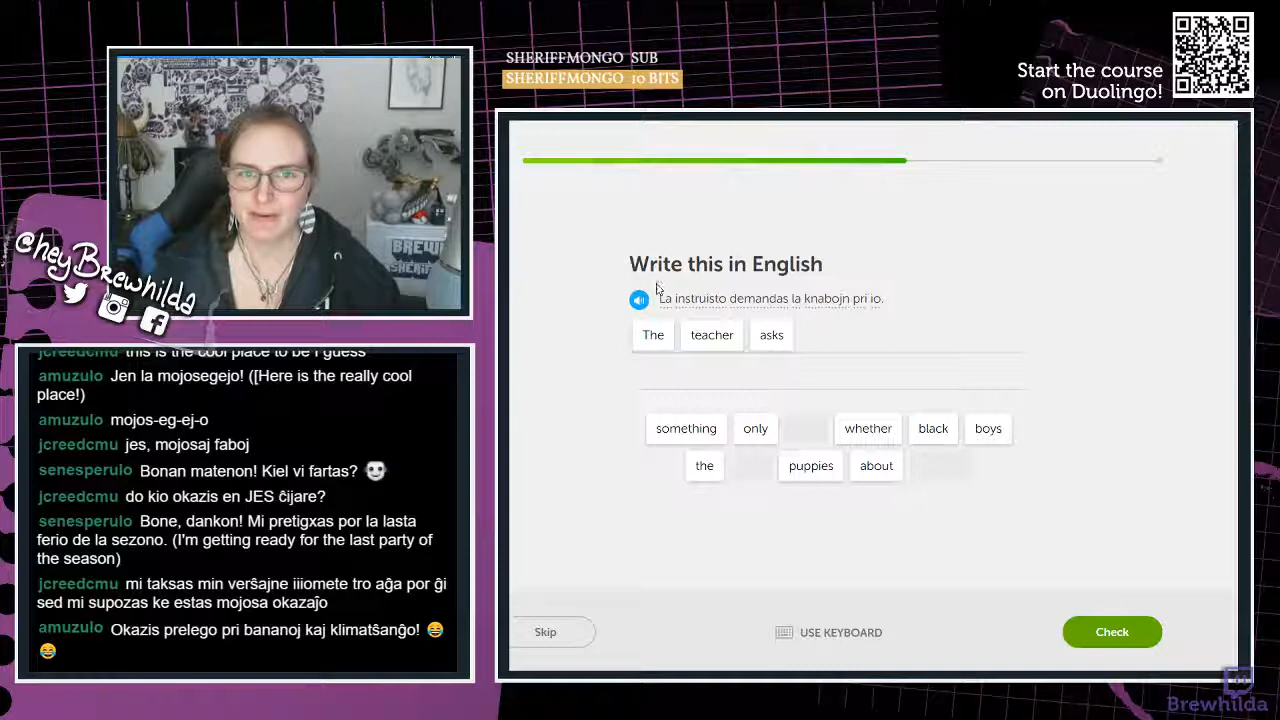 SHERIFFMONGO SUB
SHERIFFMONGO 10 BITS
Start the course
on Duolingo!
@heyBrewhilda
BREW
SHERIF
Write this in English
La instruisto demandas la knabojn pri io.
The teacher asks
something only whether black boys
the puppies about
Skip
USE KEYBOARD
Check
jcreedcmu this is the cool place to be I guess
amuzulo Jen la mojosegejo! ([Here is the really cool
place!)
amuzulo mojos-eg-ej-o
jcreedcmu jes, mojosaj faboj
senesperulo Bonan matenon! Kiel vi fartas?
jcreedcmu do kio okazis en JES ĉijare?
senesperulo Bone, dankon! Mi pretigxas por la lasta
ferio de la sezono. (I'm getting ready for the last party of
the season)
jcreedcmu mi taksas min verŝajne iiiomete tro aĝa por ĝi
sed mi supozas ke estas mojosa okazaĵo
amuzulo Okazis prelego pri bananoj kaj klimatŝanĝo! 😂
😂
Brewhilda